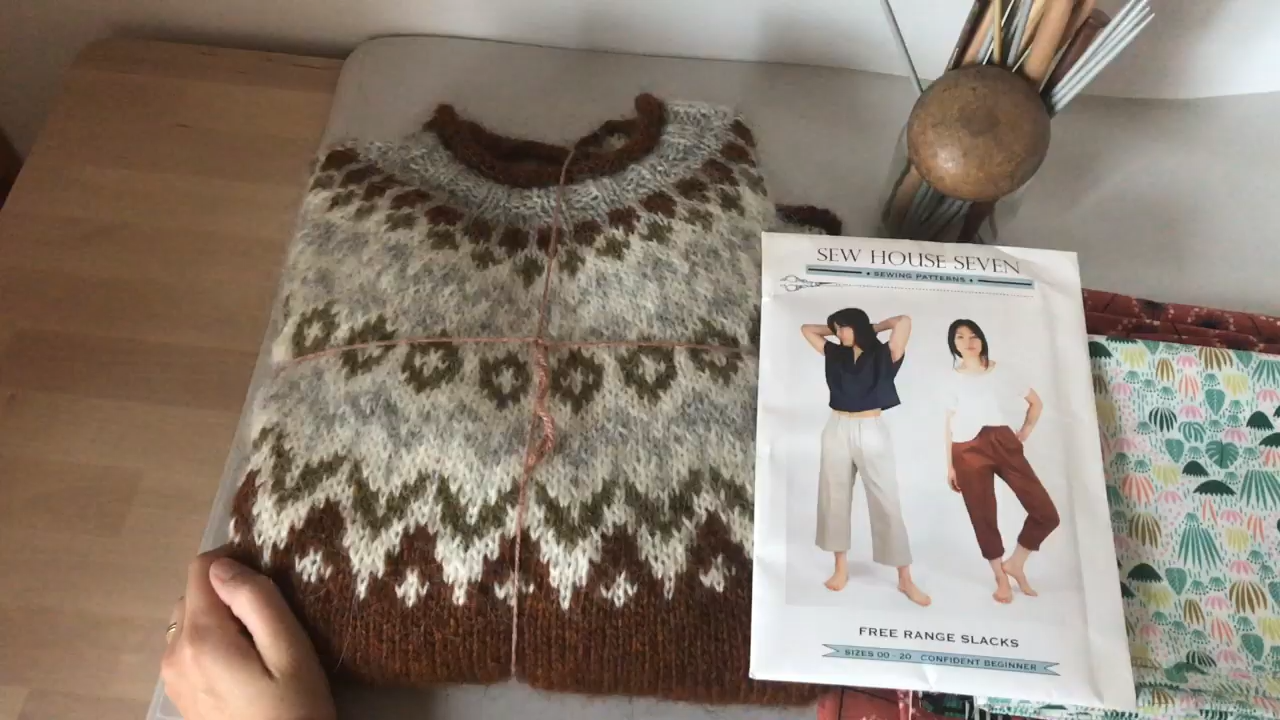 SEW HOUSE SEVEN
• SEWING PATTERNS •
FREE RANGE SLACKS
SIZES 00 - 20 CONFIDENT BEGINNER